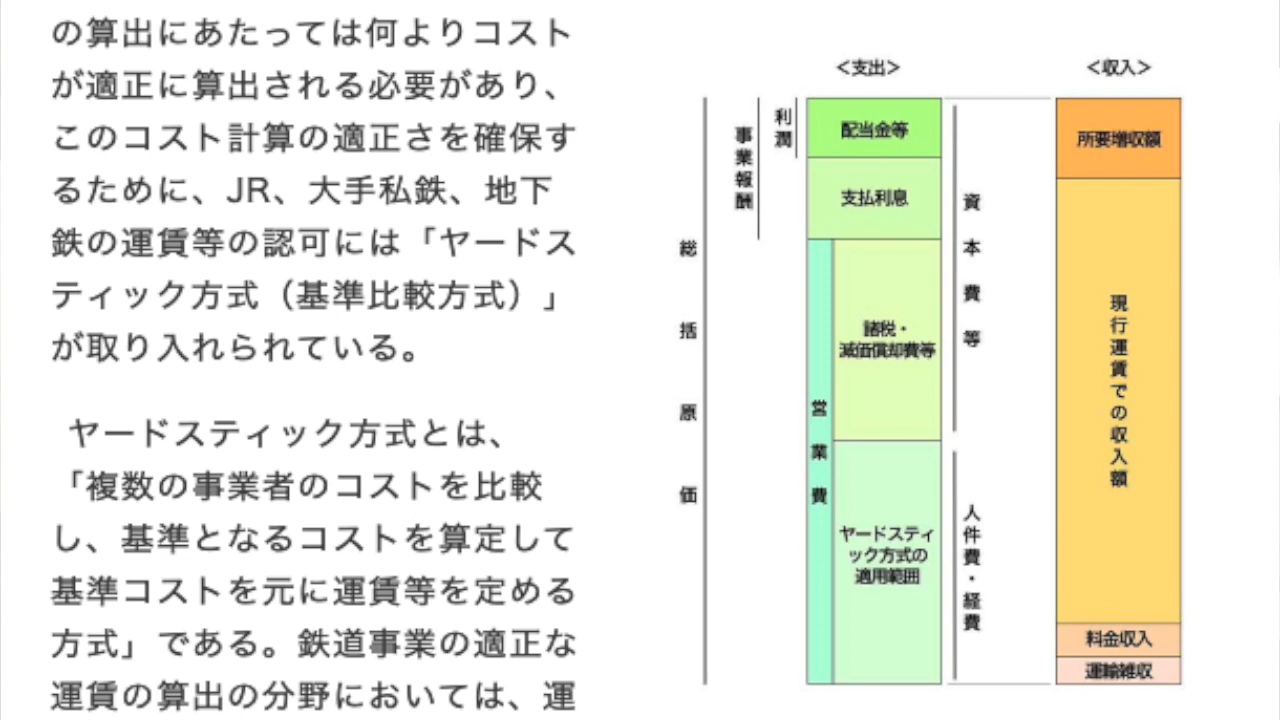 の算出にあたっては何よりコスト
が適正に算出される必要があり、
このコスト計算の適正さを確保す
るために、JR、大手私鉄、地下
鉄の運賃等の認可には「ヤードス
ティック方式（基準比較方式）」
が取り入れられている。
ヤードスティック方式とは、
「複数の事業者のコストを比較
し、基準となるコストを算定して
基準コストを元に運賃等を定める
方式」である。鉄道事業の適正な
運賃の算出の分野においては、運
＜支出＞
＜収入＞
総括原価
事業報酬
利潤
配当金等
支払利息
営業費
諸税・
減価償却費等
ヤードスティ
ック方式の
適用範囲
資本費等
人件費・経費
所要増収額
現行運賃での収入額
料金収入
運輸雑収